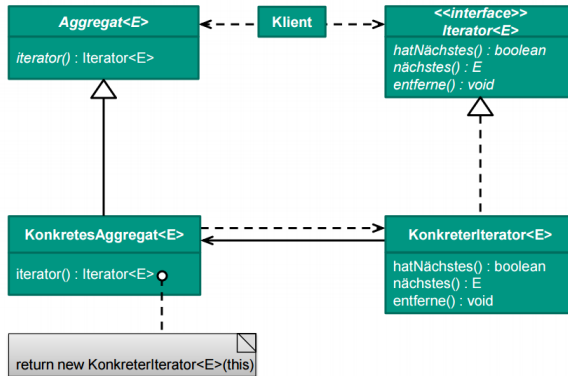 Aggregat<E>
iterator() : Iterator<E>
Klient
<<interface>>
Iterator<E>
hatNächstes() : boolean
nächstes() : E
entferne() : void
KonkretesAggregat<E>
iterator() : Iterator<E>
KonkreterIterator<E>
hatNächstes() : boolean
nächstes() : E
entferne() : void
return new KonkreterIterator<E>(this)